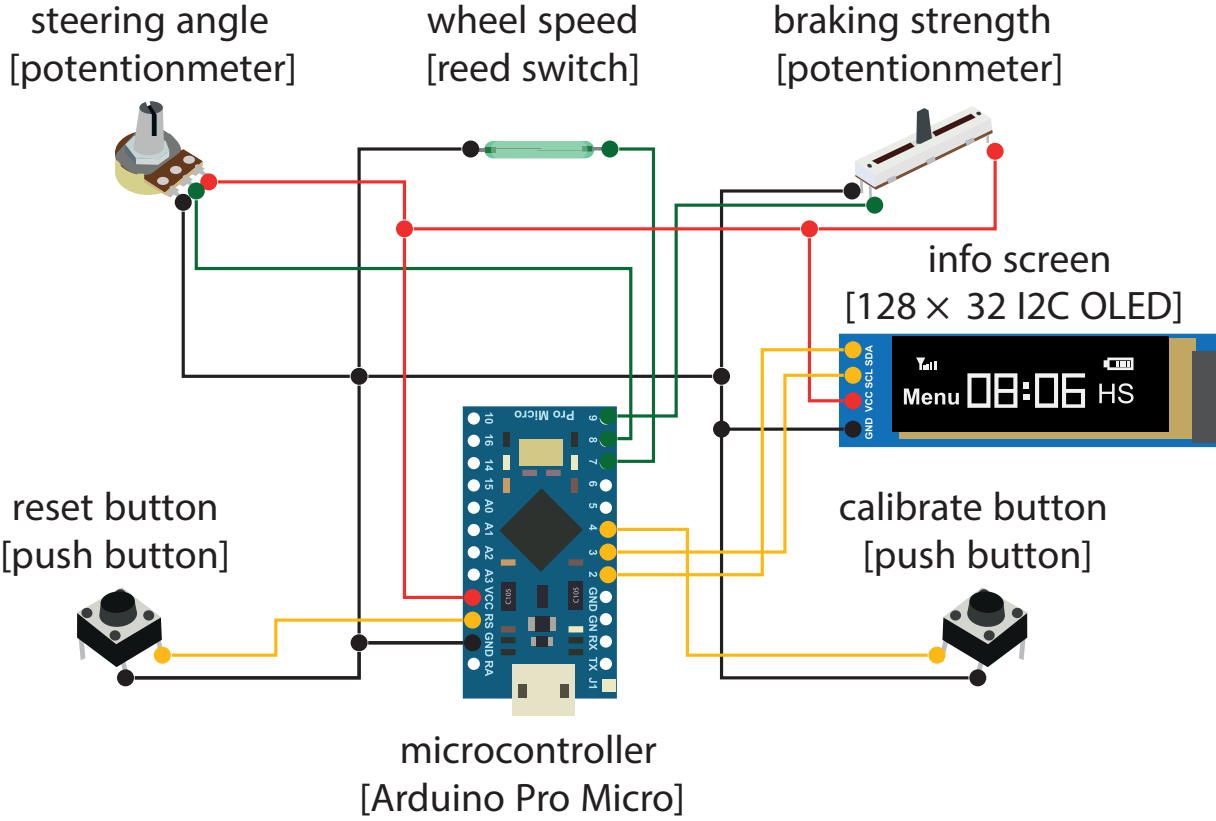 steering angle
[potentionmeter]
wheel speed
[reed switch]
braking strength
[potentionmeter]
info screen
[128 × 32 I2C OLED]
SDA
SCL
VCC
GND
Menu 08:06 HS
Pro Micro
10
16
14
15
A0
A1
A2
A3
VCC
RS
GND
RA
9
8
7
6
5
4
3
2
GND
GN
RX
TX
J1
C105
C105
reset button
[push button]
calibrate button
[push button]
microcontroller
[Arduino Pro Micro]